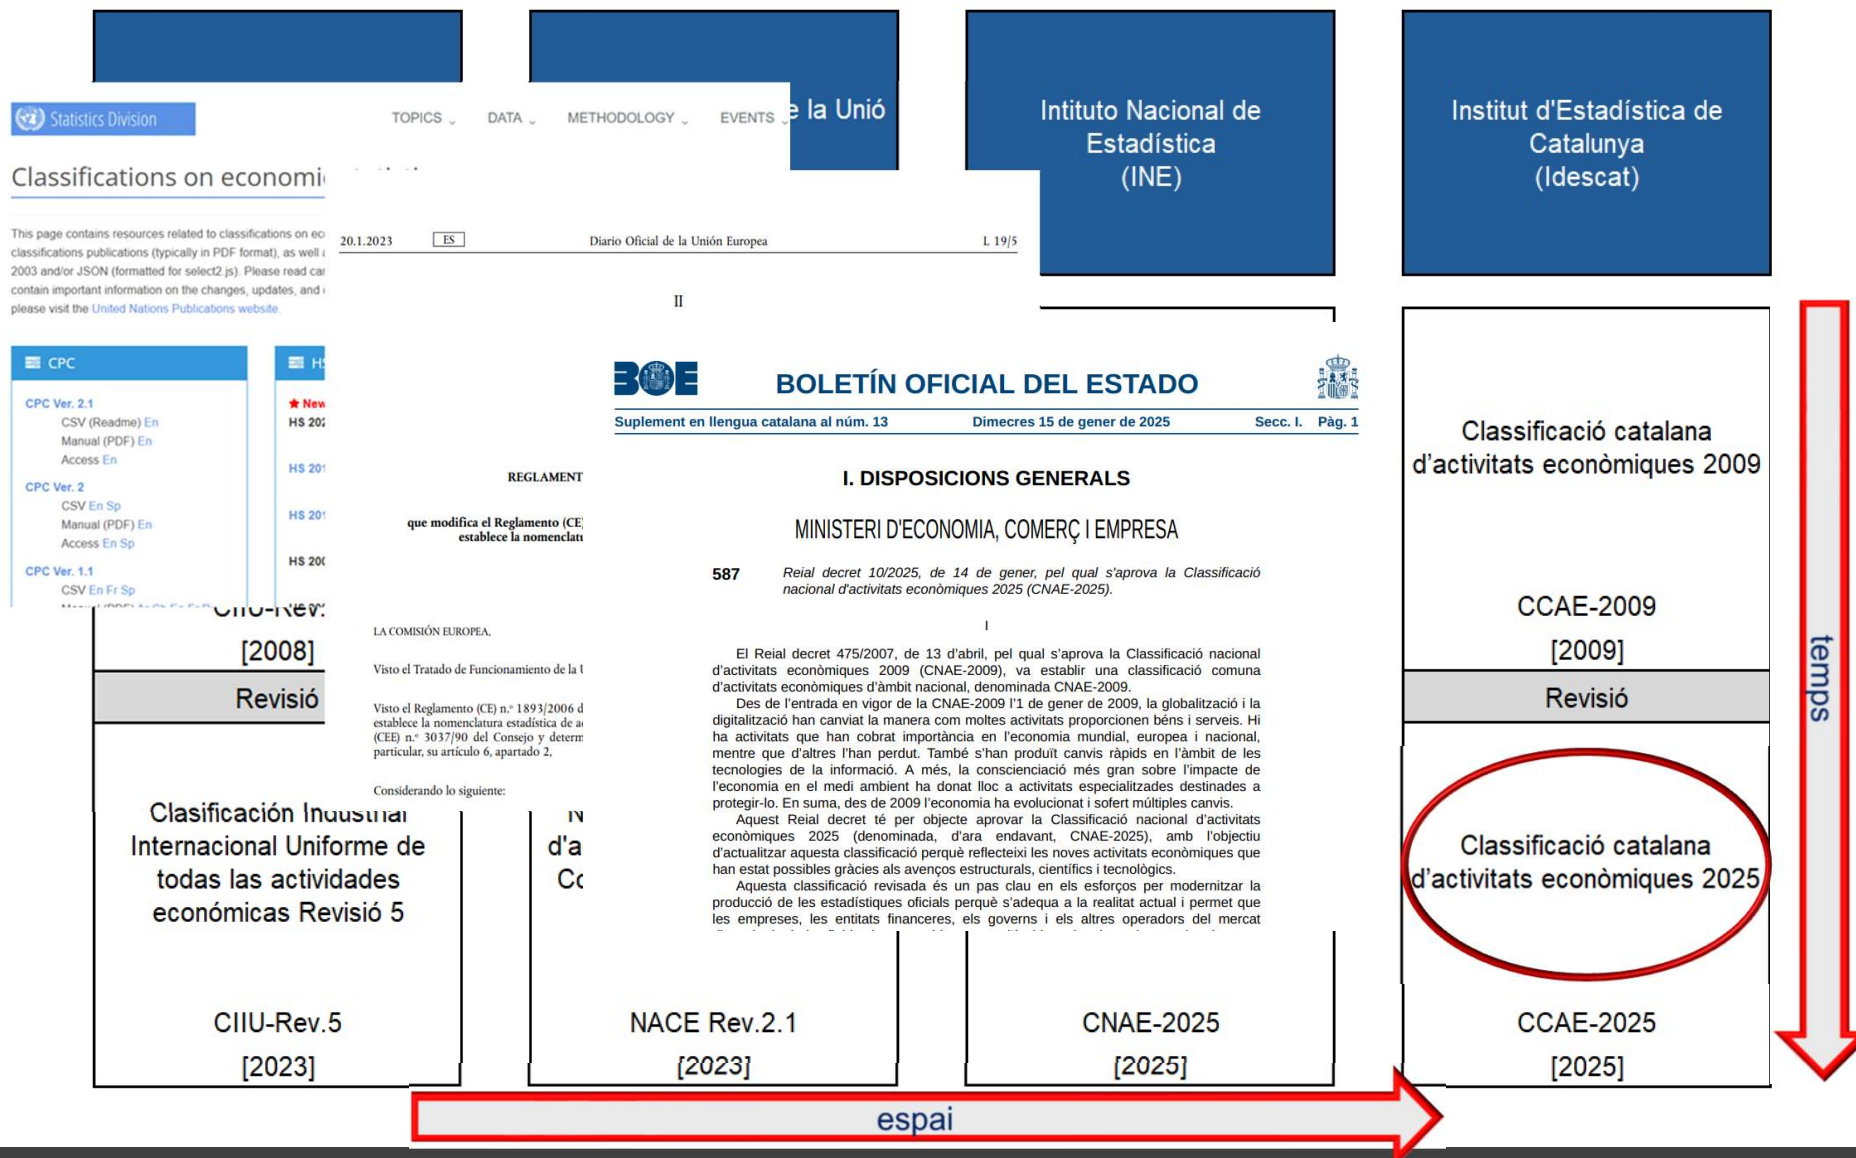 e la Unió
Intituto Nacional de
Estadística
(INE)
Institut d'Estadística de
Catalunya
(Idescat)
Statistics Division
TOPICS
DATA
METHODOLOGY
EVENTS
Classifications on economi
This page contains resources related to classifications on ec
classifications publications (typically in PDF format), as well
2003 and/or JSON (formatted for select2.js). Please read car
contain important information on the changes, updates, and
please visit the United Nations Publications website.
CPC
CPC Ver. 2.1
CSV (Readme) En
Manual (PDF) En
Access En
CPC Ver. 2
CSV En Sp
Manual (PDF) En
Access En Sp
CPC Ver. 1.1
CSV En Fr Sp
HS
New
HS 202
HS 201
HS 201
HS 200
20.1.2023
ES
Diario Oficial de la Unión Europea
L 19/5
II
REGLAMENT
que modifica el Reglamento (CE)
establece la nomenclatu
LA COMISIÓN EUROPEA,
Visto el Tratado de Funcionamiento de la U
Visto el Reglamento (CE) n.º 1893/2006 d
establece la nomenclatura estadística de a
(CEE) n.º 3037/90 del Consejo y determ
particular, su artículo 6, apartado 2,
Considerando lo siguiente:
BOE
BOLETÍN OFICIAL DEL ESTADO
Suplement en llengua catalana al núm. 13
Dimecres 15 de gener de 2025
Secc. I. Pàg. 1
I. DISPOSICIONS GENERALS
MINISTERI D'ECONOMIA, COMERÇ I EMPRESA
587
Reial decret 10/2025, de 14 de gener, pel qual s'aprova la Classificació
nacional d'activitats econòmiques 2025 (CNAE-2025).
I
El Reial decret 475/2007, de 13 d'abril, pel qual s'aprova la Classificació nacional
d'activitats econòmiques 2009 (CNAE-2009), va establir una classificació comuna
d'activitats econòmiques d'àmbit nacional, denominada CNAE-2009.
Des de l'entrada en vigor de la CNAE-2009 l'1 de gener de 2009, la globalització i la
digitalització han canviat la manera com moltes activitats proporcionen béns i serveis. Hi
ha activitats que han cobrat importància en l'economia mundial, europea i nacional,
mentre que d'altres l'han perdut. També s'han produït canvis ràpids en l'àmbit de les
tecnologies de la informació. A més, la conscienciació més gran sobre l'impacte de
l'economia en el medi ambient ha donat lloc a activitats especialitzades destinades a
protegir-lo. En suma, des de 2009 l'economia ha evolucionat i sofert múltiples canvis.
Aquest Reial decret té per objecte aprovar la Classificació nacional d'activitats
econòmiques 2025 (denominada, d'ara endavant, CNAE-2025), amb l'objectiu
d'actualitzar aquesta classificació perquè reflecteixi les noves activitats econòmiques que
han estat possibles gràcies als avenços estructurals, científics i tecnològics.
Aquesta classificació revisada és un pas clau en els esforços per modernitzar la
producció de les estadístiques oficials perquè s'adequa a la realitat actual i permet que
les empreses, les entitats financeres, els governs i els altres operadors del mercat
CIIU-Rev.
[2008]
Revisió
Clasificación Industrial
Internacional Uniforme de
todas las actividades
económicas Revisió 5
CIIU-Rev.5
[2023]
N
d'a
Co
NACE Rev.2.1
[2023]
CNAE-2025
[2025]
Classificació catalana
d'activitats econòmiques 2009
CCAE-2009
[2009]
Revisió
Classificació catalana
d'activitats econòmiques 2025
CCAE-2025
[2025]
temps
espai